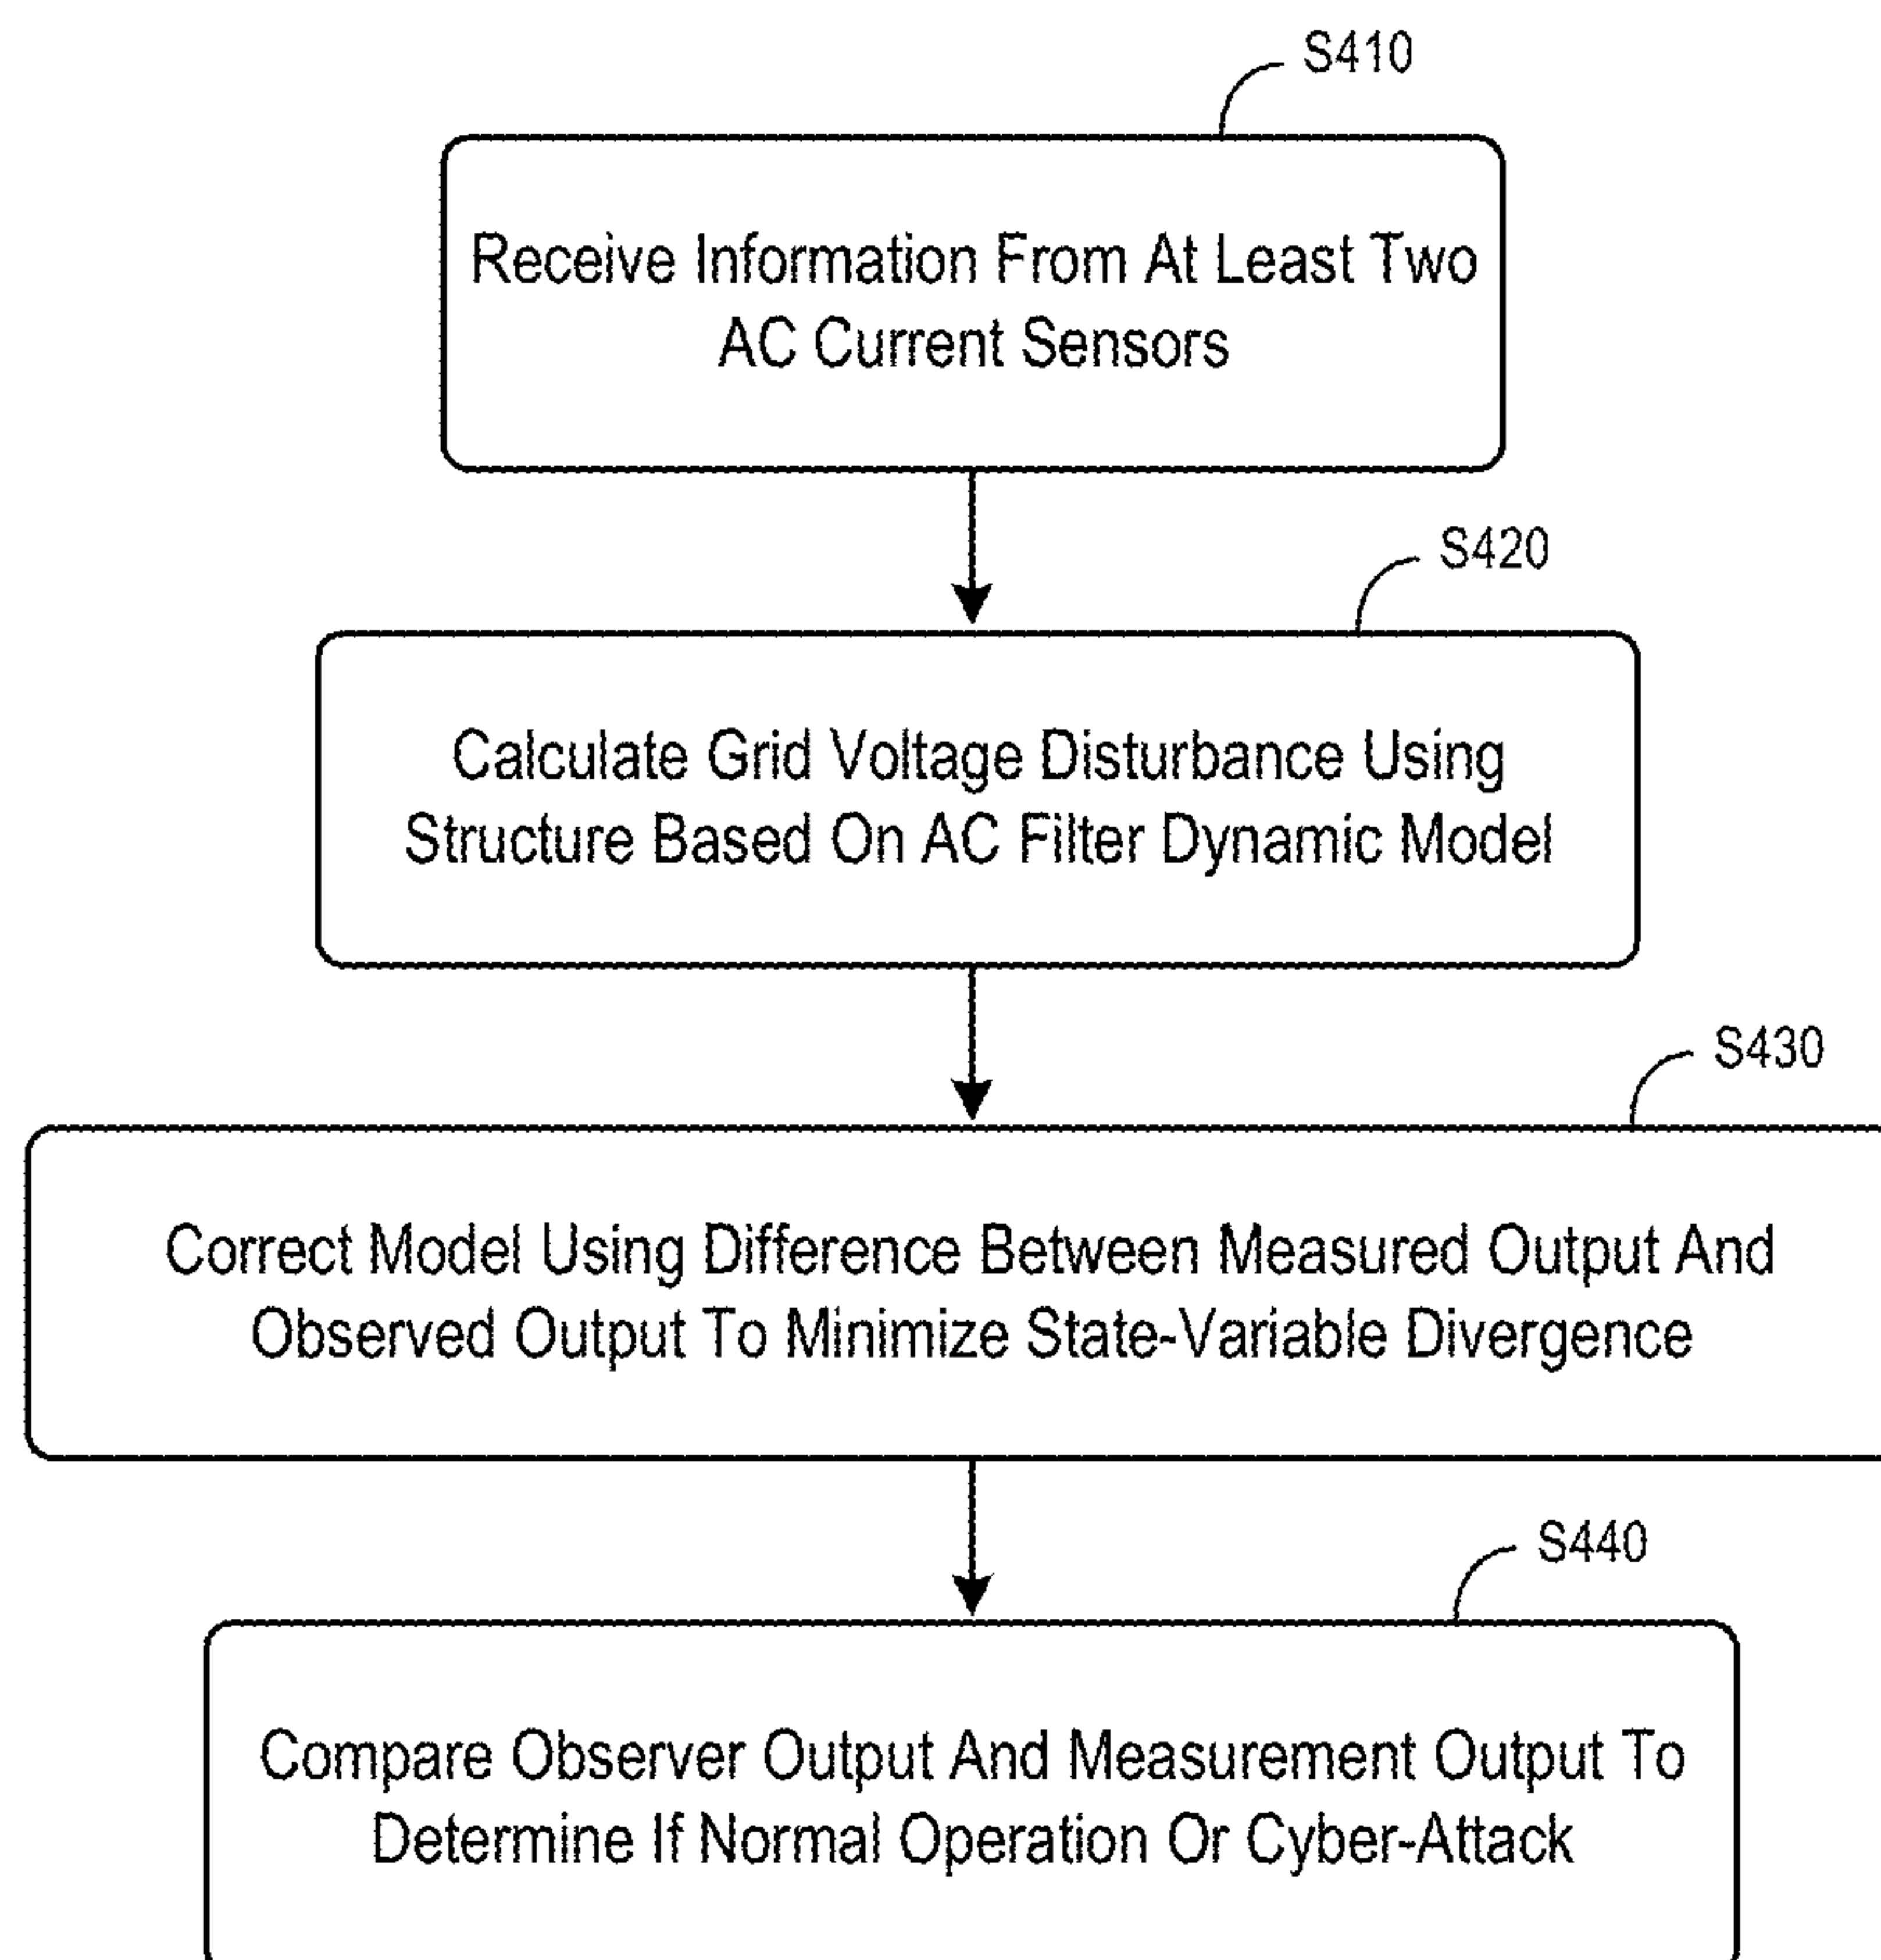 S410
Receive Information From At Least Two
AC Current Sensors
S420
Calculate Grid Voltage Disturbance Using
Structure Based On AC Filter Dynamic Model
S430
Correct Model Using Difference Between Measured Output And
Observed Output To Minimize State-Variable Divergence
S440
Compare Observer Output And Measurement Output To
Determine If Normal Operation Or Cyber-Attack